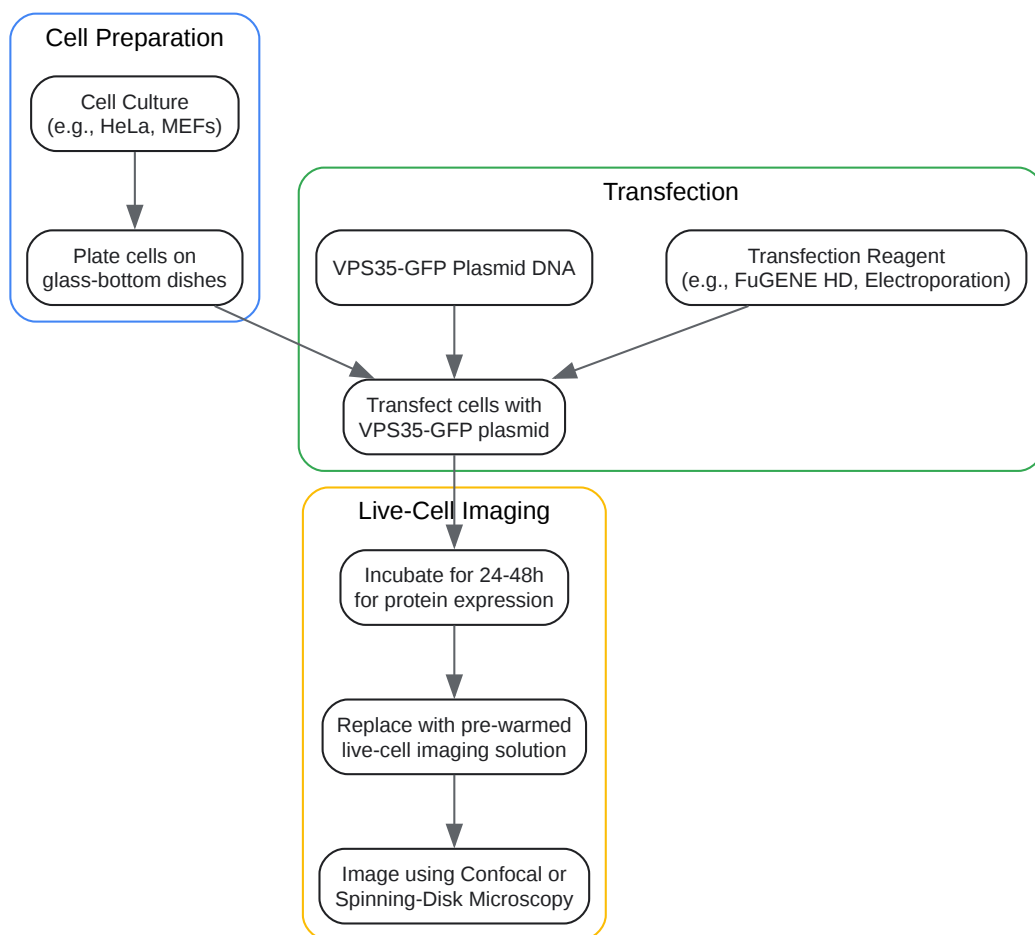 Cell Preparation
Cell Culture
(e.g., HeLa, MEFs)
Plate cells on
glass-bottom dishes
Transfection
VPS35-GFP Plasmid DNA
Transfection Reagent
(e.g., FuGENE HD, Electroporation)
Transfect cells with
VPS35-GFP plasmid
Live-Cell Imaging
Incubate for 24-48h
for protein expression
Replace with pre-warmed
live-cell imaging solution
Image using Confocal or
Spinning-Disk Microscopy